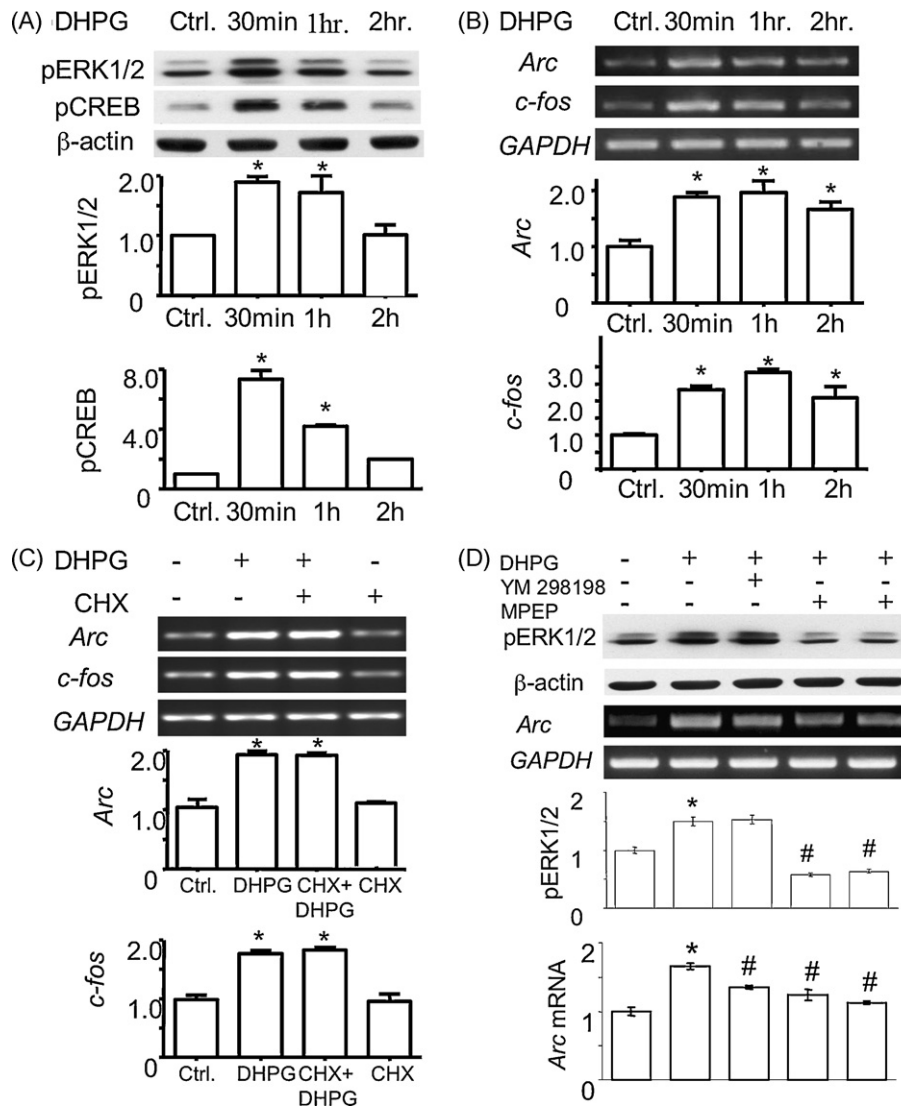 (A) DHPG Ctrl. 30min 1hr. 2hr.
pERK1/2
pCREB
β-actin
* *
2.0
1.0
0
pERK1/2
Ctrl. 30min 1h 2h
* *
8.0
4.0
0
pCREB
Ctrl. 30min 1h 2h
(B) DHPG Ctrl. 30min 1hr. 2hr.
Arc
c-fos
GAPDH
* * *
2.0
1.0
0
Arc
Ctrl. 30min 1h 2h
* * *
3.0
2.0
1.0
0
c-fos
Ctrl. 30min 1h 2h
(C) DHPG - + + -
CHX - - + +
Arc
c-fos
GAPDH
* *
2.0
1.0
0
Arc
Ctrl. DHPG CHX+ CHX
DHPG
* *
2.0
1.0
0
c-fos
Ctrl. DHPG CHX+ CHX
DHPG
(D) DHPG - + + + +
YM 298198 - - + - -
MPEP - - - + +
pERK1/2
β-actin
Arc
GAPDH
* # #
2
1
0
pERK1/2
* # # #
2
1
0
Arc mRNA